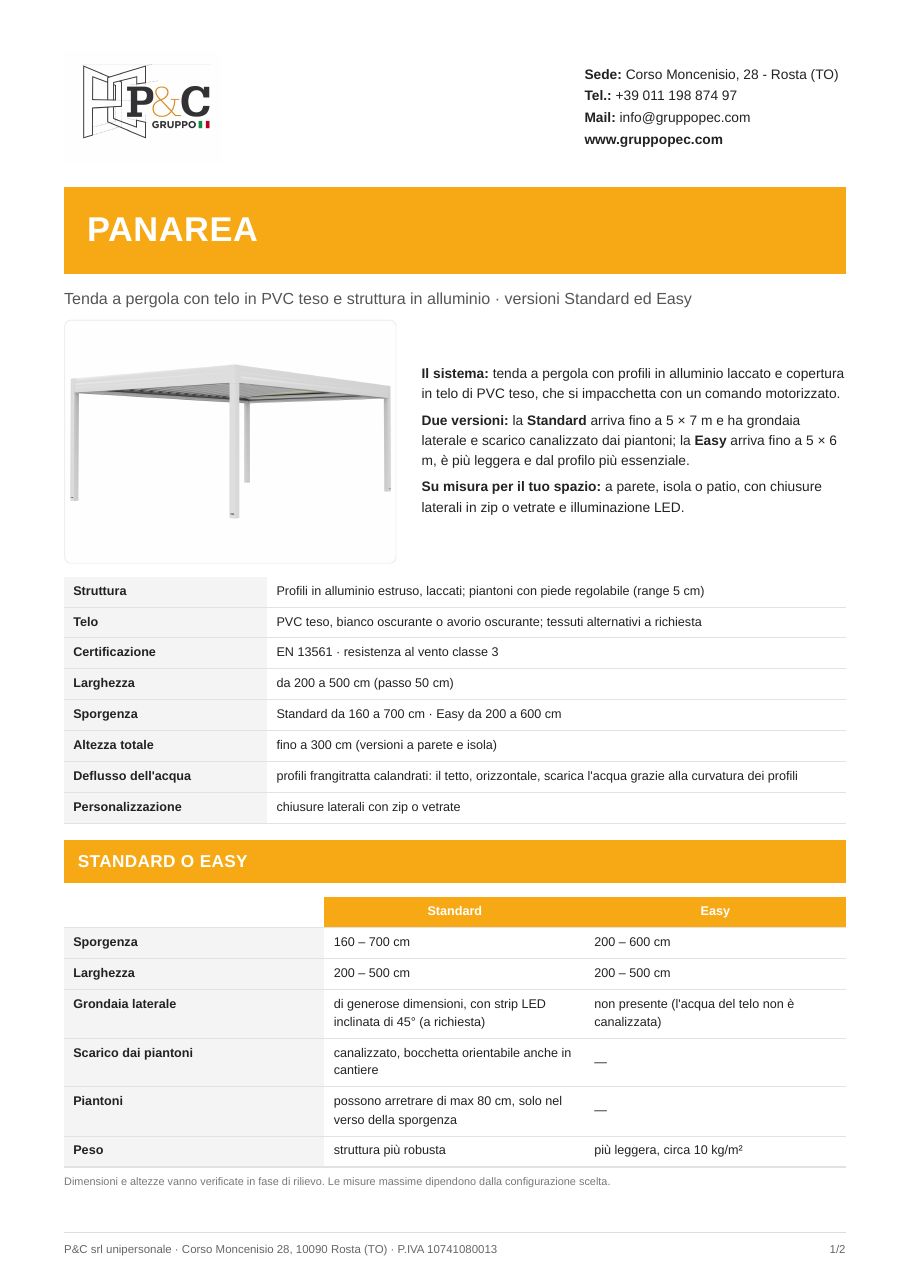 P&C
GRUPPO
Sede: Corso Moncenisio, 28 - Rosta (TO)
Tel.: +39 011 198 874 97
Mail: info@gruppopec.com
www.gruppopec.com
PANAREA
Tenda a pergola con telo in PVC teso e struttura in alluminio · versioni Standard ed Easy
Il sistema: tenda a pergola con profili in alluminio laccato e copertura
in telo di PVC teso, che si impacchetta con un comando motorizzato.
Due versioni: la Standard arriva fino a 5 × 7 m e ha grondaia
laterale e scarico canalizzato dai piantoni; la Easy arriva fino a 5 × 6
m, è più leggera e dal profilo più essenziale.
Su misura per il tuo spazio: a parete, isola o patio, con chiusure
laterali in zip o vetrate e illuminazione LED.
Struttura Profili in alluminio estruso, laccati; piantoni con piede regolabile (range 5 cm)
Telo PVC teso, bianco oscurante o avorio oscurante; tessuti alternativi a richiesta
Certificazione EN 13561 · resistenza al vento classe 3
Larghezza da 200 a 500 cm (passo 50 cm)
Sporgenza Standard da 160 a 700 cm · Easy da 200 a 600 cm
Altezza totale fino a 300 cm (versioni a parete e isola)
Deflusso dell'acqua profili frangitratta calandrati: il tetto, orizzontale, scarica l'acqua grazie alla curvatura dei profili
Personalizzazione chiusure laterali con zip o vetrate
STANDARD O EASY
Standard Easy
Sporgenza 160 – 700 cm 200 – 600 cm
Larghezza 200 – 500 cm 200 – 500 cm
Grondaia laterale di generose dimensioni, con strip LED non presente (l'acqua del telo non è
inclinata di 45° (a richiesta) canalizzata)
Scarico dai piantoni canalizzato, bocchetta orientabile anche in —
cantiere
Piantoni possono arretrare di max 80 cm, solo nel —
verso della sporgenza
Peso struttura più robusta più leggera, circa 10 kg/m²
Dimensioni e altezze vanno verificate in fase di rilievo. Le misure massime dipendono dalla configurazione scelta.
P&C srl unipersonale · Corso Moncenisio 28, 10090 Rosta (TO) · P.IVA 10741080013 1/2